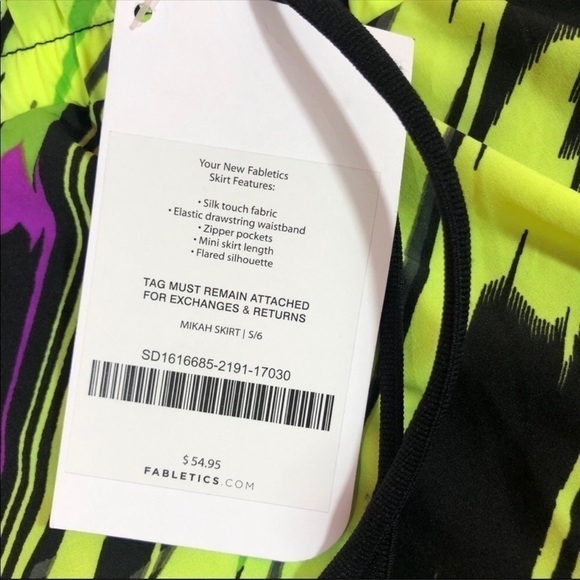 Your New Fabletics
Skirt Features:
• Silk touch fabric
• Elastic drawstring waistband
• Zipper pockets
• Mini skirt length
• Flared silhouette
TAG MUST REMAIN ATTACHED
FOR EXCHANGES & RETURNS
MIKAH SKIRT | S/6
SD1616685-2191-17030
$ 54.95
FABLETICS.COM